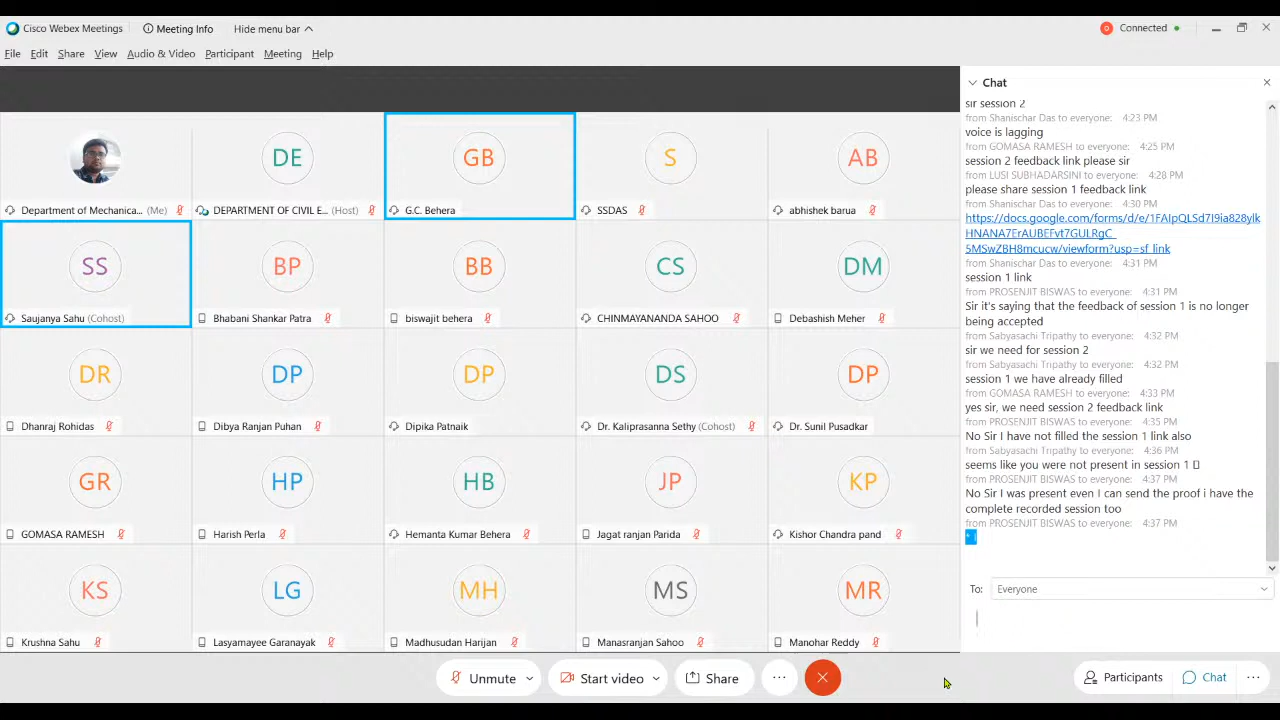 Cisco Webex Meetings
Meeting Info
Hide menu bar
Connected
File Edit Share View Audio & Video Participant Meeting Help
Department of Mechanica... (Me)
DE
DEPARTMENT OF CIVIL E... (Host)
GB
G.C. Behera
S
SSDAS
AB
abhishek barua
SS
Saujanya Sahu (Cohost)
BP
Bhabani Shankar Patra
BB
biswajit behera
CS
CHINMAYANANDA SAHOO
DM
Debashish Meher
DR
Dhanraj Rohidas
DP
Dibya Ranjan Puhan
DP
Dipika Patnaik
DS
Dr. Kaliprasanna Sethy (Cohost)
DP
Dr. Sunil Pusadkar
GR
GOMASA RAMESH
HP
Harish Perla
HB
Hemanta Kumar Behera
JP
Jagat ranjan Parida
KP
Kishor Chandra pand
KS
Krushna Sahu
LG
Lasyamayee Garanayak
MH
Madhusudan Harijan
MS
Manasranjan Sahoo
MR
Manohar Reddy
Chat
sir session 2
from Shanischar Das to everyone: 4:23 PM
voice is lagging
from GOMASA RAMESH to everyone: 4:25 PM
session 2 feedback link please sir
from LUSI SUBHADARSINI to everyone: 4:28 PM
please share session 1 feedback link
from Shanischar Das to everyone: 4:30 PM
https://docs.google.com/forms/d/e/1FAIpQLSd7I9ia828ylk
HNANA7ErAUBEFvt7GULRgC_
5MSwZBH8mcucw/viewform?usp=sf_link
from Shanischar Das to everyone: 4:31 PM
session 1 link
from PROSENJIT BISWAS to everyone: 4:31 PM
Sir it's saying that the feedback of session 1 is no longer
being accepted
from Sabyasachi Tripathy to everyone: 4:32 PM
sir we need for session 2
from Sabyasachi Tripathy to everyone: 4:32 PM
session 1 we have already filled
from GOMASA RAMESH to everyone: 4:33 PM
yes sir, we need session 2 feedback link
from PROSENJIT BISWAS to everyone: 4:35 PM
No Sir I have not filled the session 1 link also
from Sabyasachi Tripathy to everyone: 4:36 PM
seems like you were not present in session 1
from PROSENJIT BISWAS to everyone: 4:37 PM
No Sir I was present even I can send the proof i have the
complete recorded session too
from PROSENJIT BISWAS to everyone: 4:37 PM
To: Everyone
Unmute
Start video
Share
Participants
Chat